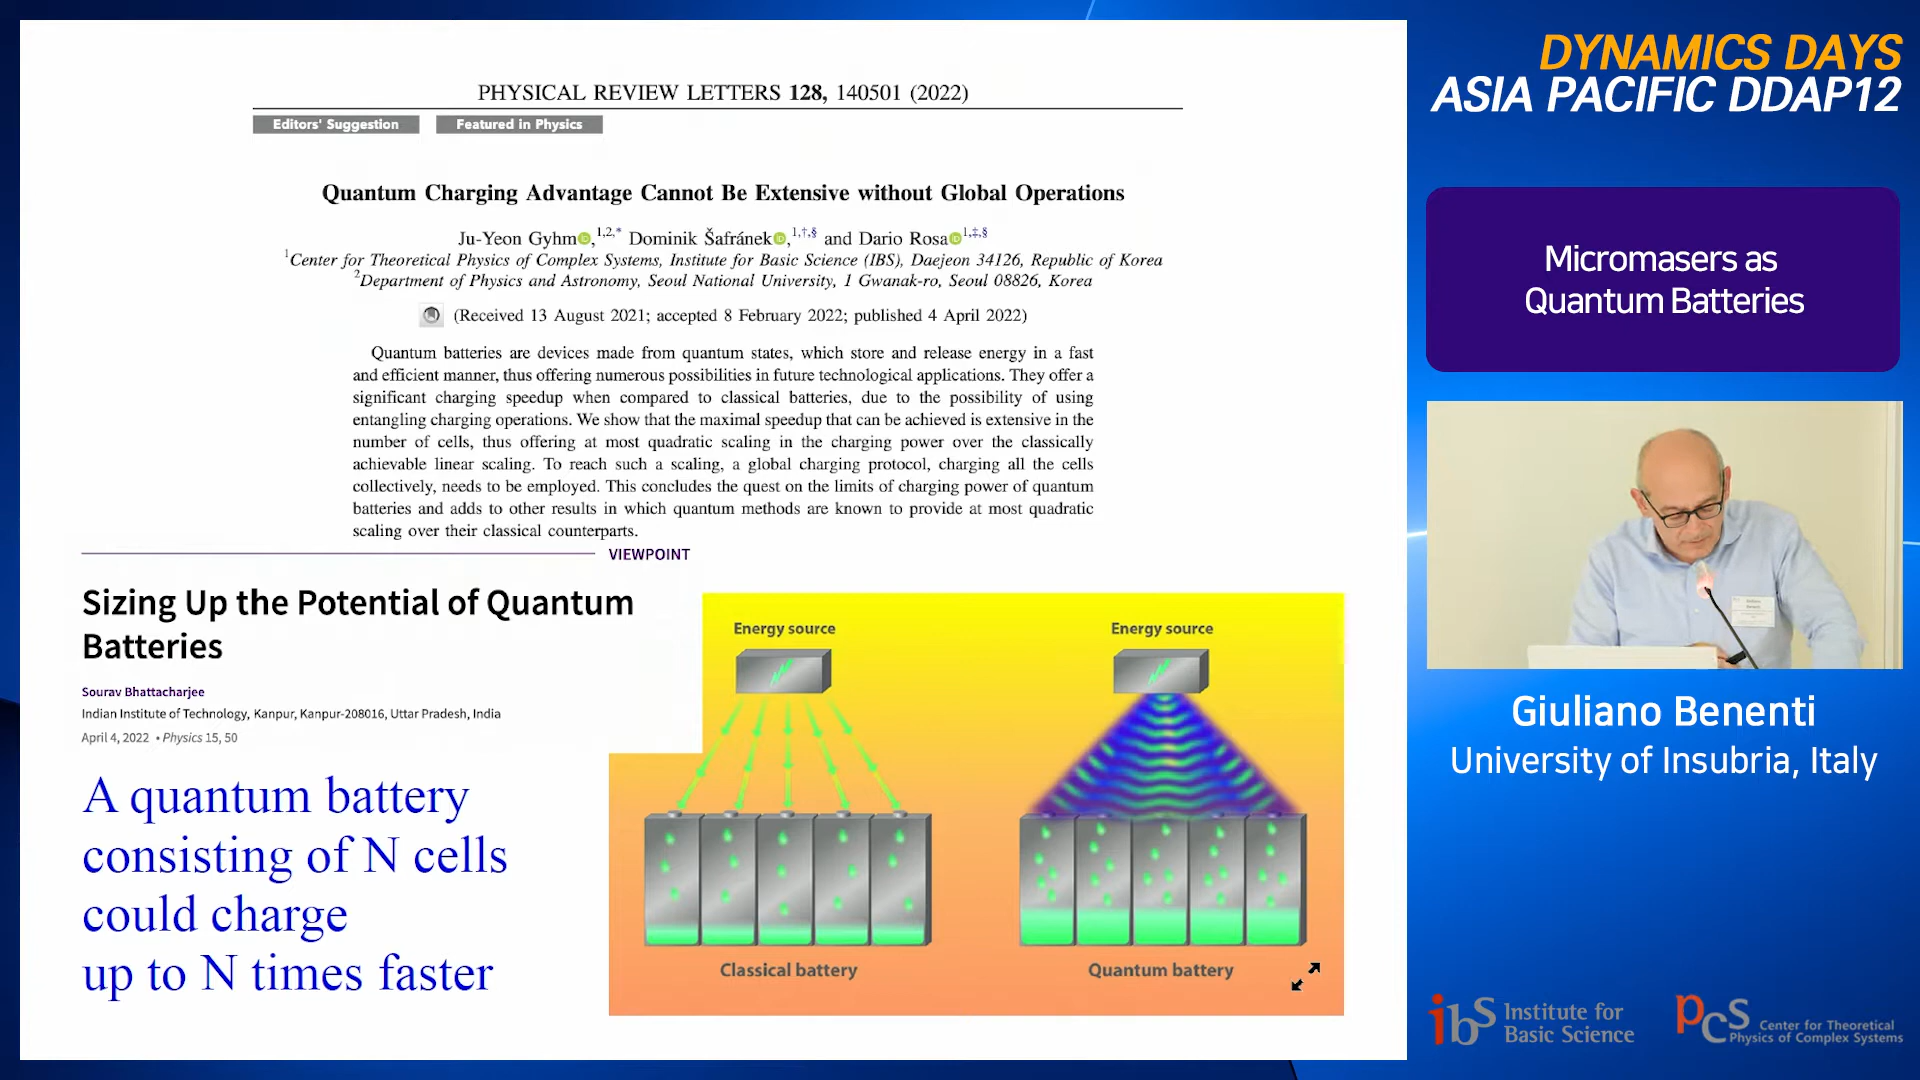 PHYSICAL REVIEW LETTERS 128, 140501 (2022)
Editors' Suggestion
Featured in Physics
Quantum Charging Advantage Cannot Be Extensive without Global Operations
Ju-Yeon Gyhm,1,2,* Dominik Šafránek,1,†,§ and Dario Rosa1,‡,§
1Center for Theoretical Physics of Complex Systems, Institute for Basic Science (IBS), Daejeon 34126, Republic of Korea
2Department of Physics and Astronomy, Seoul National University, 1 Gwanak-ro, Seoul 08826, Korea
(Received 13 August 2021; accepted 8 February 2022; published 4 April 2022)
Quantum batteries are devices made from quantum states, which store and release energy in a fast
and efficient manner, thus offering numerous possibilities in future technological applications. They offer a
significant charging speedup when compared to classical batteries, due to the possibility of using
entangling charging operations. We show that the maximal speedup that can be achieved is extensive in the
number of cells, thus offering at most quadratic scaling in the charging power over the classically
achievable linear scaling. To reach such a scaling, a global charging protocol, charging all the cells
collectively, needs to be employed. This concludes the quest on the limits of charging power of quantum
batteries and adds to other results in which quantum methods are known to provide at most quadratic
scaling over their classical counterparts.
VIEWPOINT
Sizing Up the Potential of Quantum
Batteries
Sourav Bhattacharjee
Indian Institute of Technology, Kanpur, Kanpur-208016, Uttar Pradesh, India
April 4, 2022 • Physics 15, 50
A quantum battery
consisting of N cells
could charge
up to N times faster
Energy source
Energy source
Classical battery
Quantum battery
DYNAMICS DAYS
ASIA PACIFIC DDAP12
Micromasers as
Quantum Batteries
Giuliano Benenti
University of Insubria, Italy
ibs Institute for
Basic Science
PCS Center for Theoretical
Physics of Complex Systems